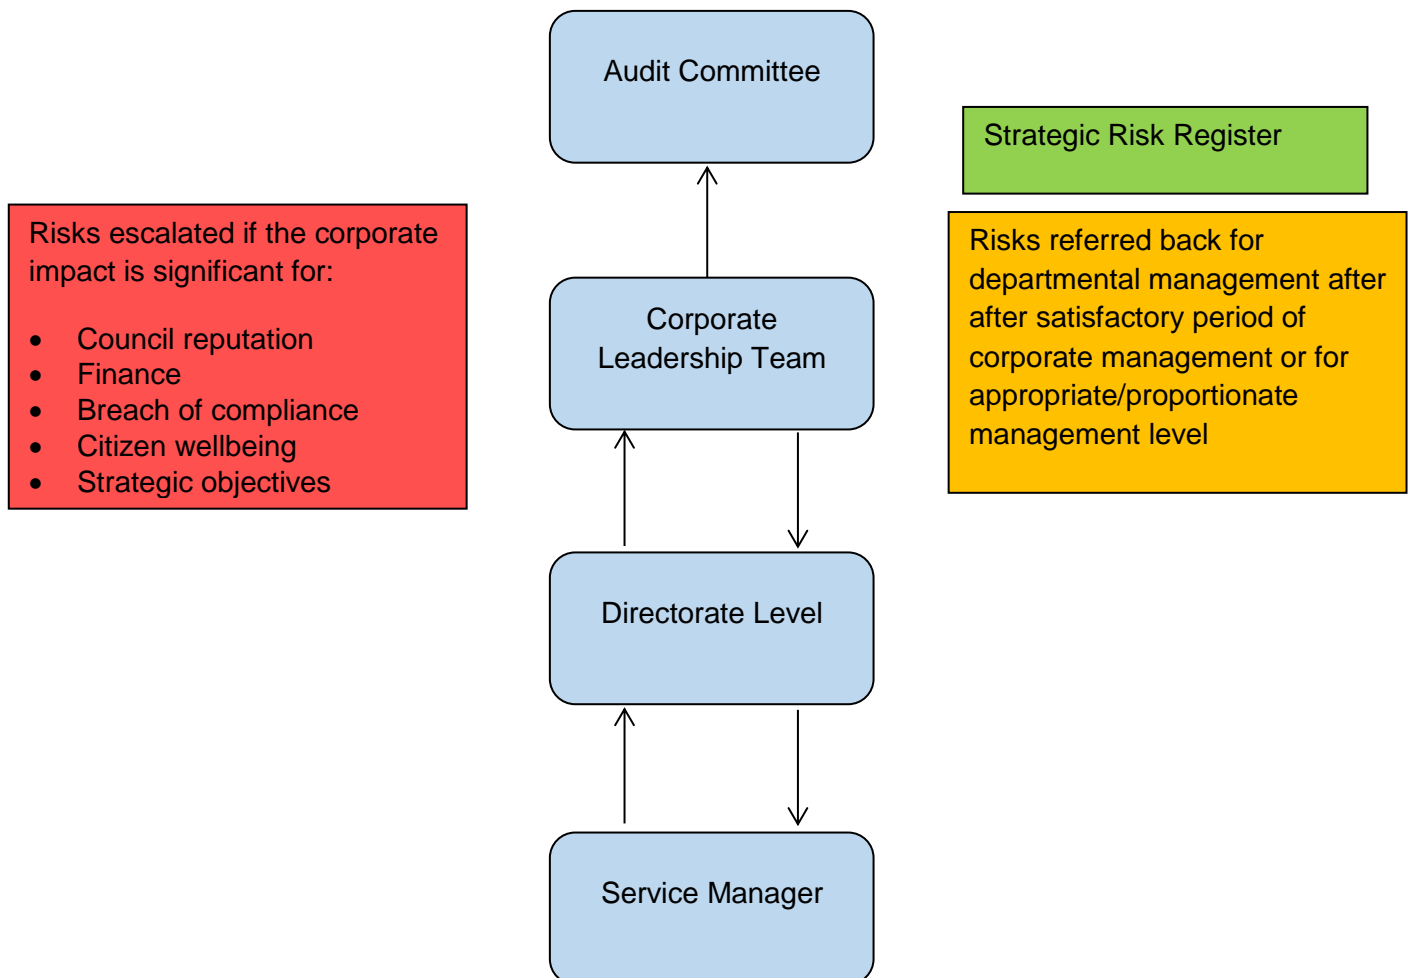 Audit Committee
Strategic Risk Register
Risks escalated if the corporate
impact is significant for:
• Council reputation
• Finance
• Breach of compliance
• Citizen wellbeing
• Strategic objectives
Corporate
Leadership Team
Risks referred back for
departmental management after
after satisfactory period of
corporate management or for
appropriate/proportionate
management level
Directorate Level
Service Manager